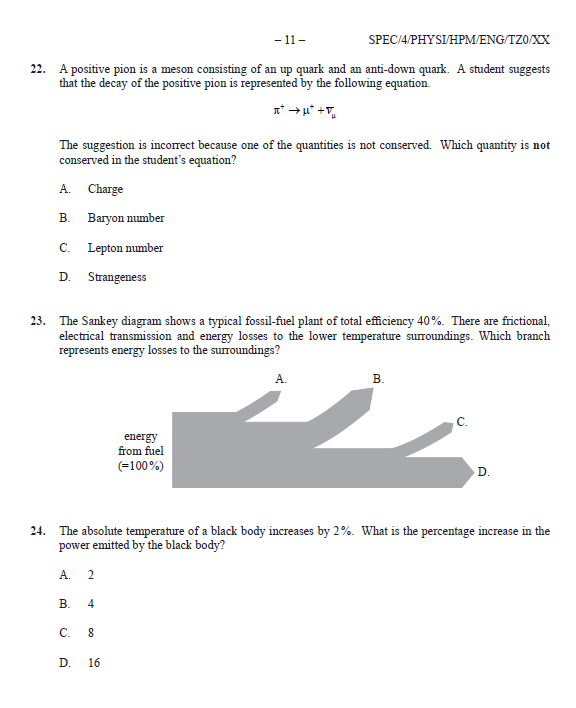 – 11 –
SPEC/4/PHYSI/HPM/ENG/TZ0/XX
22. A positive pion is a meson consisting of an up quark and an anti-down quark. A student suggests
that the decay of the positive pion is represented by the following equation.
π⁺ → μ⁺ + ν̅_μ
The suggestion is incorrect because one of the quantities is not conserved. Which quantity is not
conserved in the student's equation?
A. Charge
B. Baryon number
C. Lepton number
D. Strangeness
23. The Sankey diagram shows a typical fossil-fuel plant of total efficiency 40%. There are frictional,
electrical transmission and energy losses to the lower temperature surroundings. Which branch
represents energy losses to the surroundings?
A.
B.
C.
energy
from fuel
(=100%)
D.
24. The absolute temperature of a black body increases by 2%. What is the percentage increase in the
power emitted by the black body?
A. 2
B. 4
C. 8
D. 16